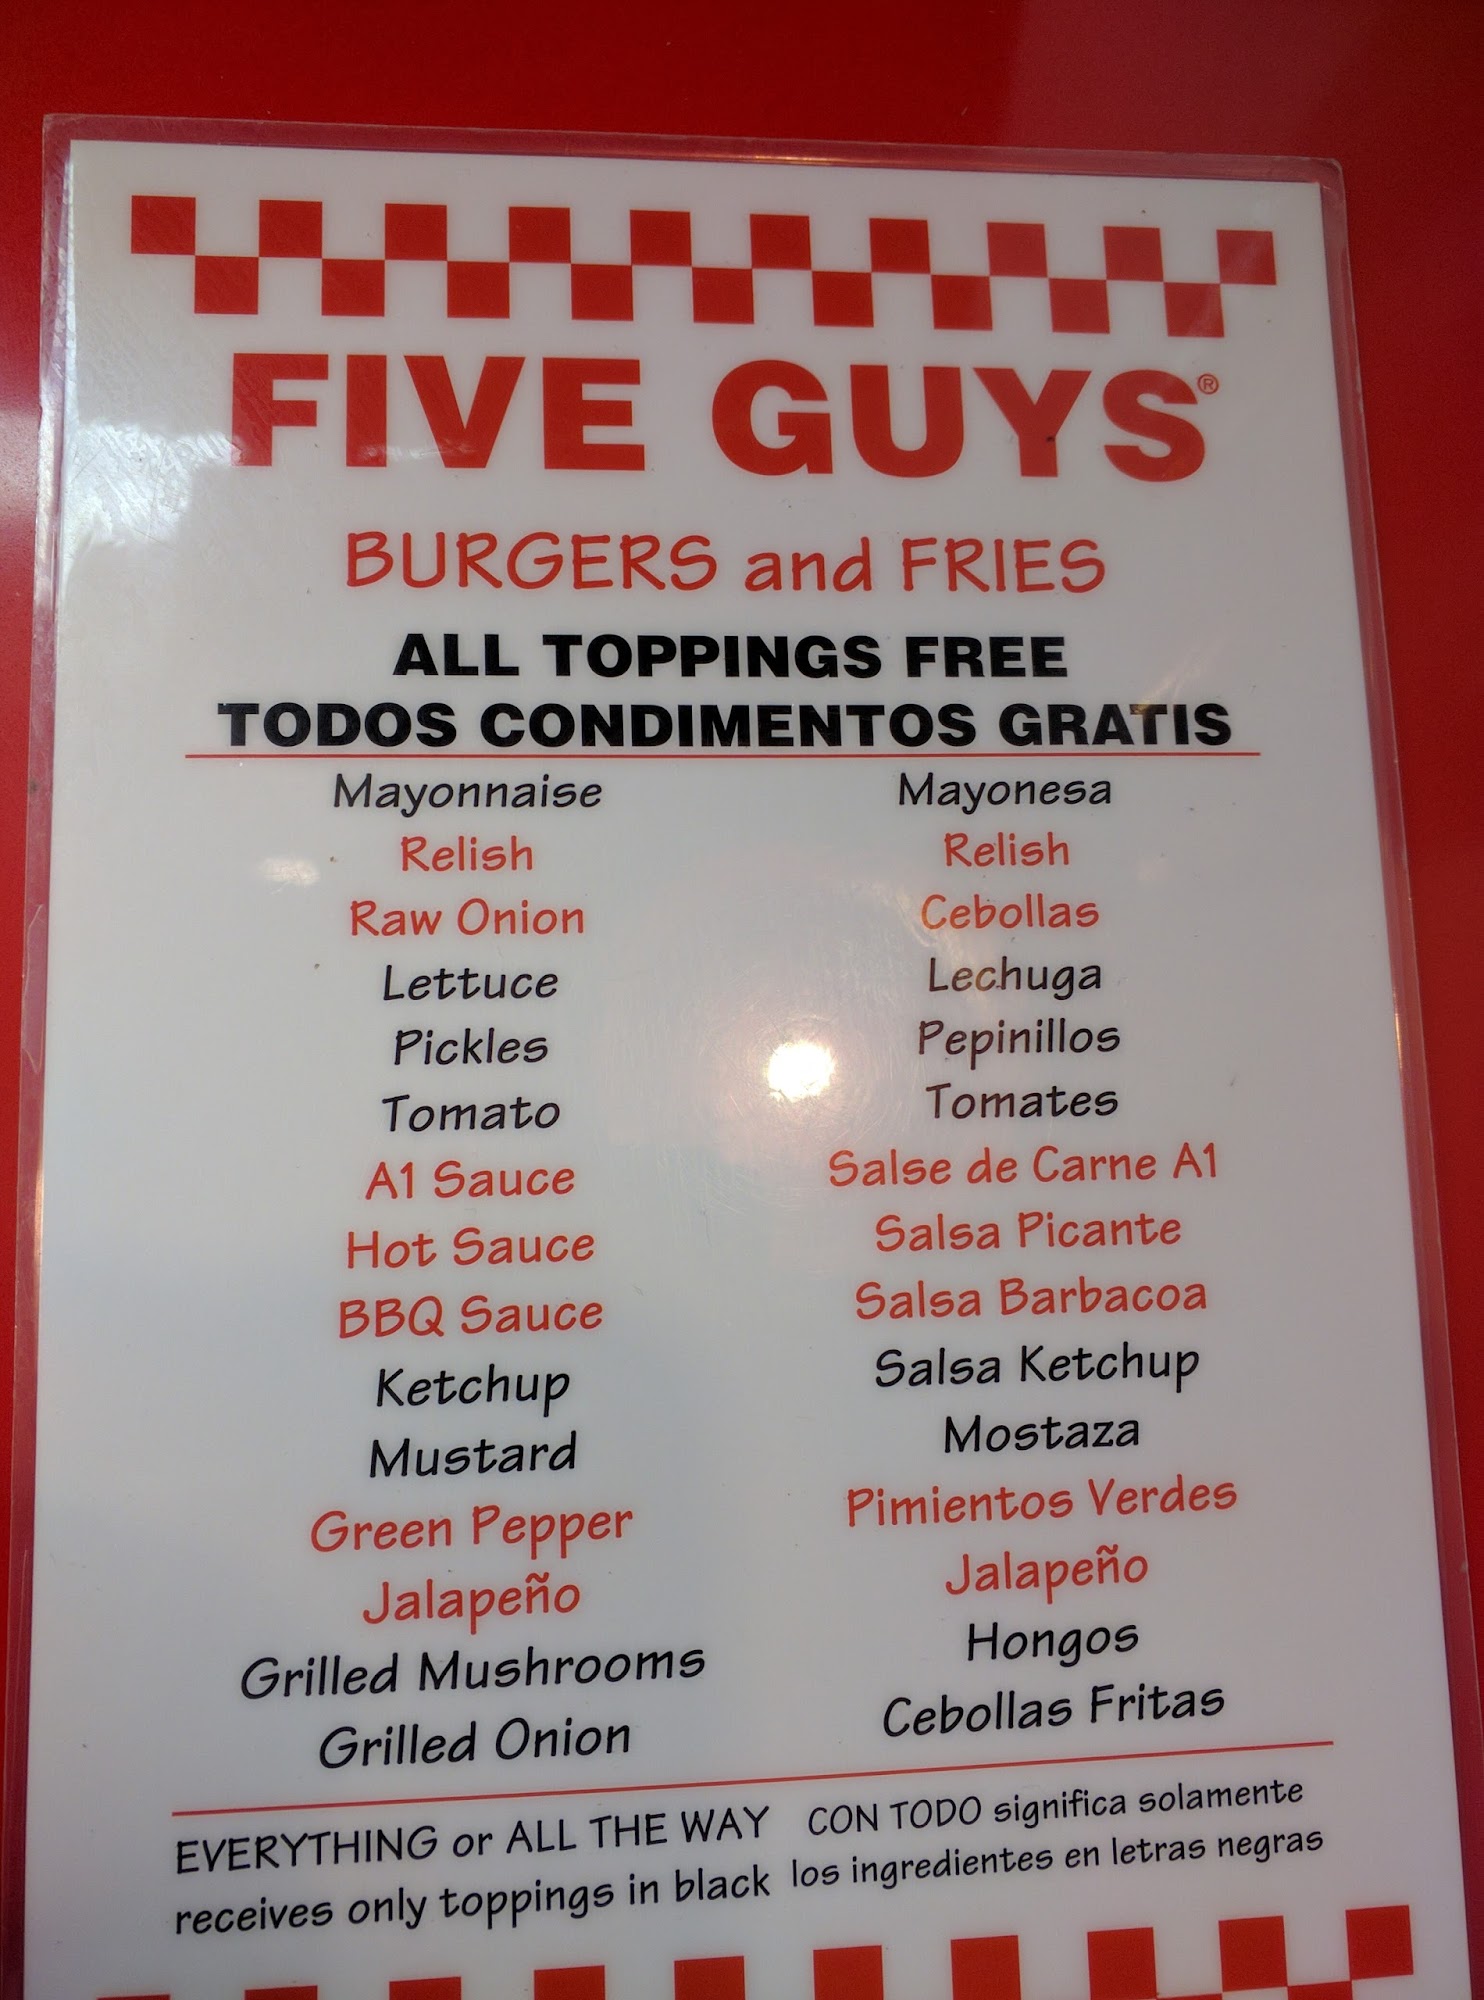 FIVE GUYS®
BURGERS and FRIES
ALL TOPPINGS FREE
TODOS CONDIMENTOS GRATIS
Mayonnaise Mayonesa
Relish Relish
Raw Onion Cebollas
Lettuce Lechuga
Pickles Pepinillos
Tomato Tomates
A1 Sauce Salse de Carne A1
Hot Sauce Salsa Picante
BBQ Sauce Salsa Barbacoa
Ketchup Salsa Ketchup
Mustard Mostaza
Green Pepper Pimientos Verdes
Jalapeño Jalapeño
Grilled Mushrooms Hongos
Grilled Onion Cebollas Fritas
EVERYTHING or ALL THE WAY CON TODO significa solamente
receives only toppings in black los ingredientes en letras negras